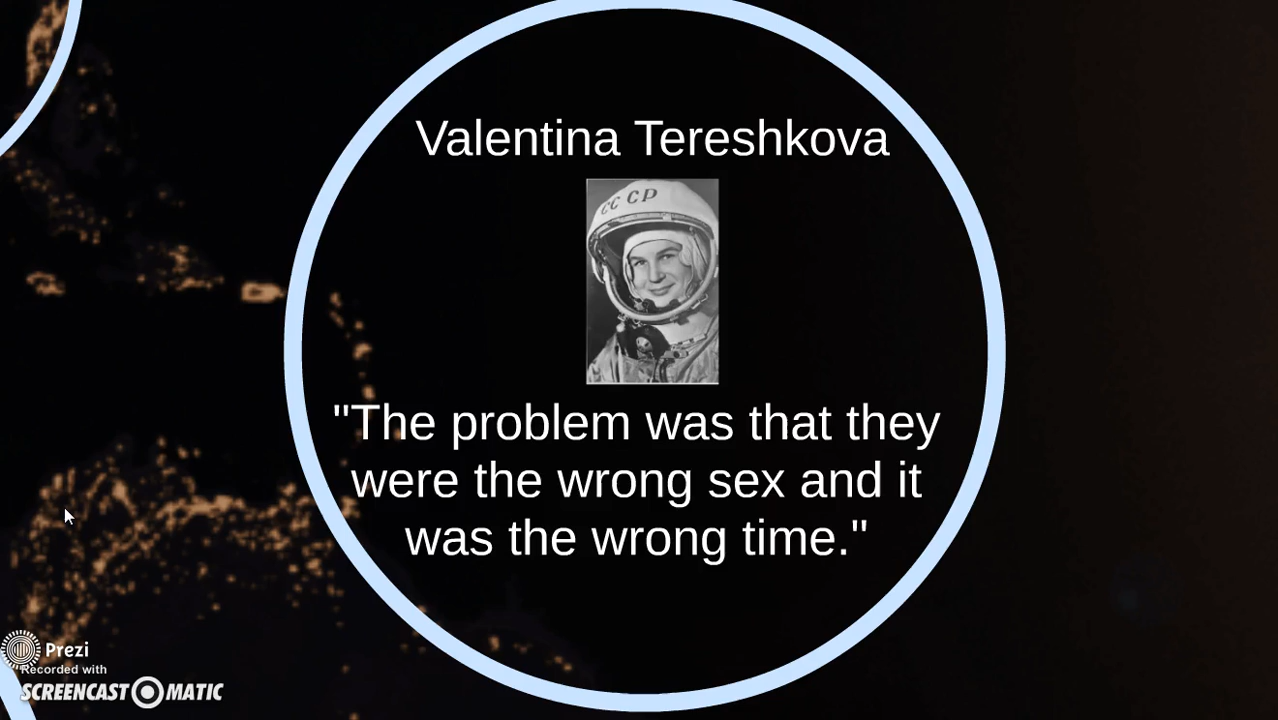 Valentina Tereshkova
СССР
"The problem was that they
were the wrong sex and it
was the wrong time."
Prezi
Recorded with
SCREENCAST MATIC